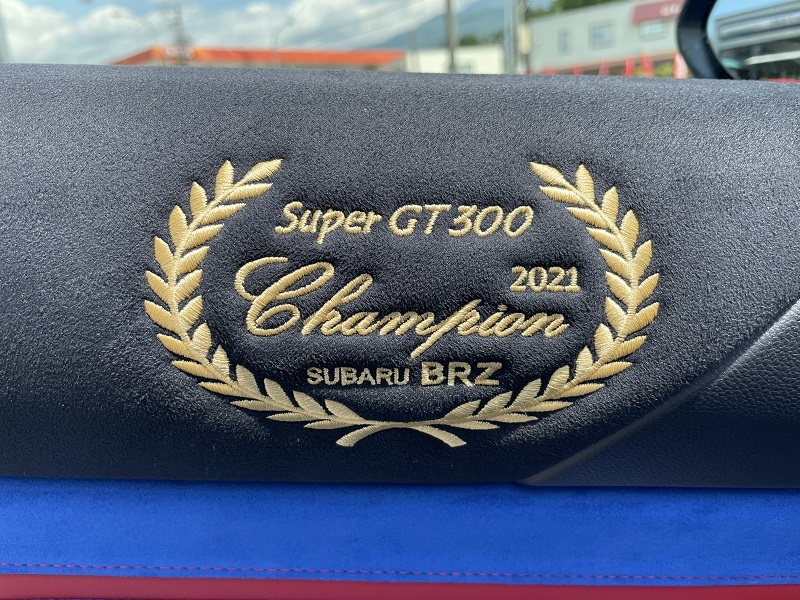 Super GT300
2021
Champion
SUBARU BRZ